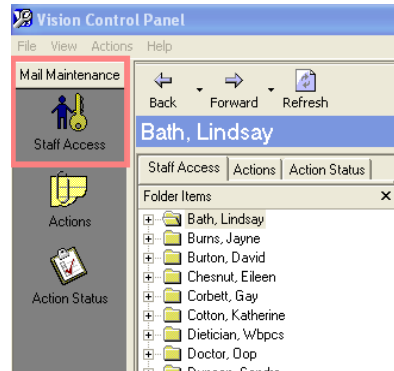 Vision Control Panel
File View Actions Help
Mail Maintenance
Staff Access
Actions
Action Status
Back Forward Refresh
Bath, Lindsay
Staff Access Actions Action Status
Folder Items x
Bath, Lindsay
Burns, Jayne
Burton, David
Chesnut, Eileen
Corbett, Gay
Cotton, Katherine
Dietician, Wbpcs
Doctor, Oop